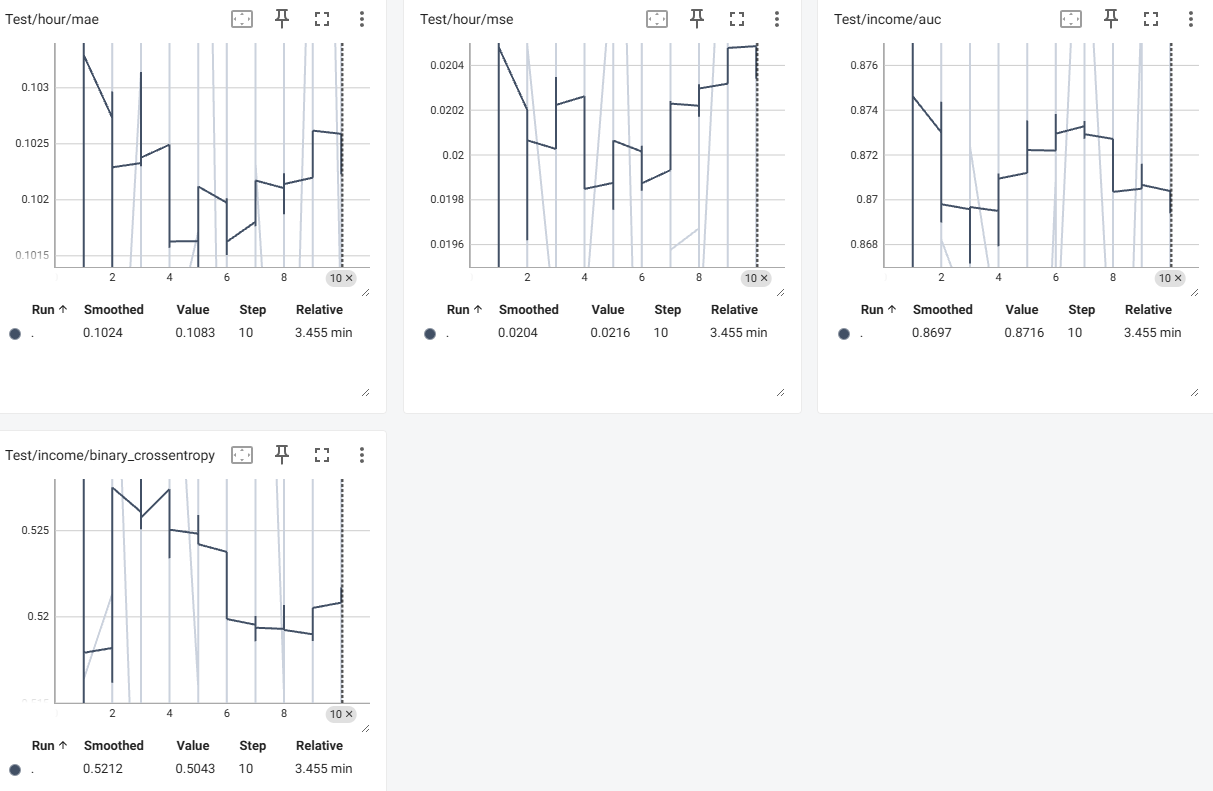 Test/hour/mae
0.103
0.1025
0.102
0.1015
2 4 6 8 10 ×
Run ↑ Smoothed Value Step Relative
. 0.1024 0.1083 10 3.455 min
Test/hour/mse
0.0204
0.0202
0.02
0.0198
0.0196
2 4 6 8 10 ×
Run ↑ Smoothed Value Step Relative
. 0.0204 0.0216 10 3.455 min
Test/income/auc
0.876
0.874
0.872
0.87
0.868
2 4 6 8 10 ×
Run ↑ Smoothed Value Step Relative
. 0.8697 0.8716 10 3.455 min
Test/income/binary_crossentropy
0.525
0.52
2 4 6 8 10 ×
Run ↑ Smoothed Value Step Relative
. 0.5212 0.5043 10 3.455 min